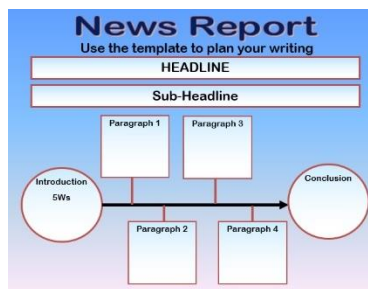 News Report
Use the template to plan your writing
HEADLINE
Sub-Headline
Paragraph 1
Paragraph 3
Introduction
5Ws
Conclusion
Paragraph 2
Paragraph 4